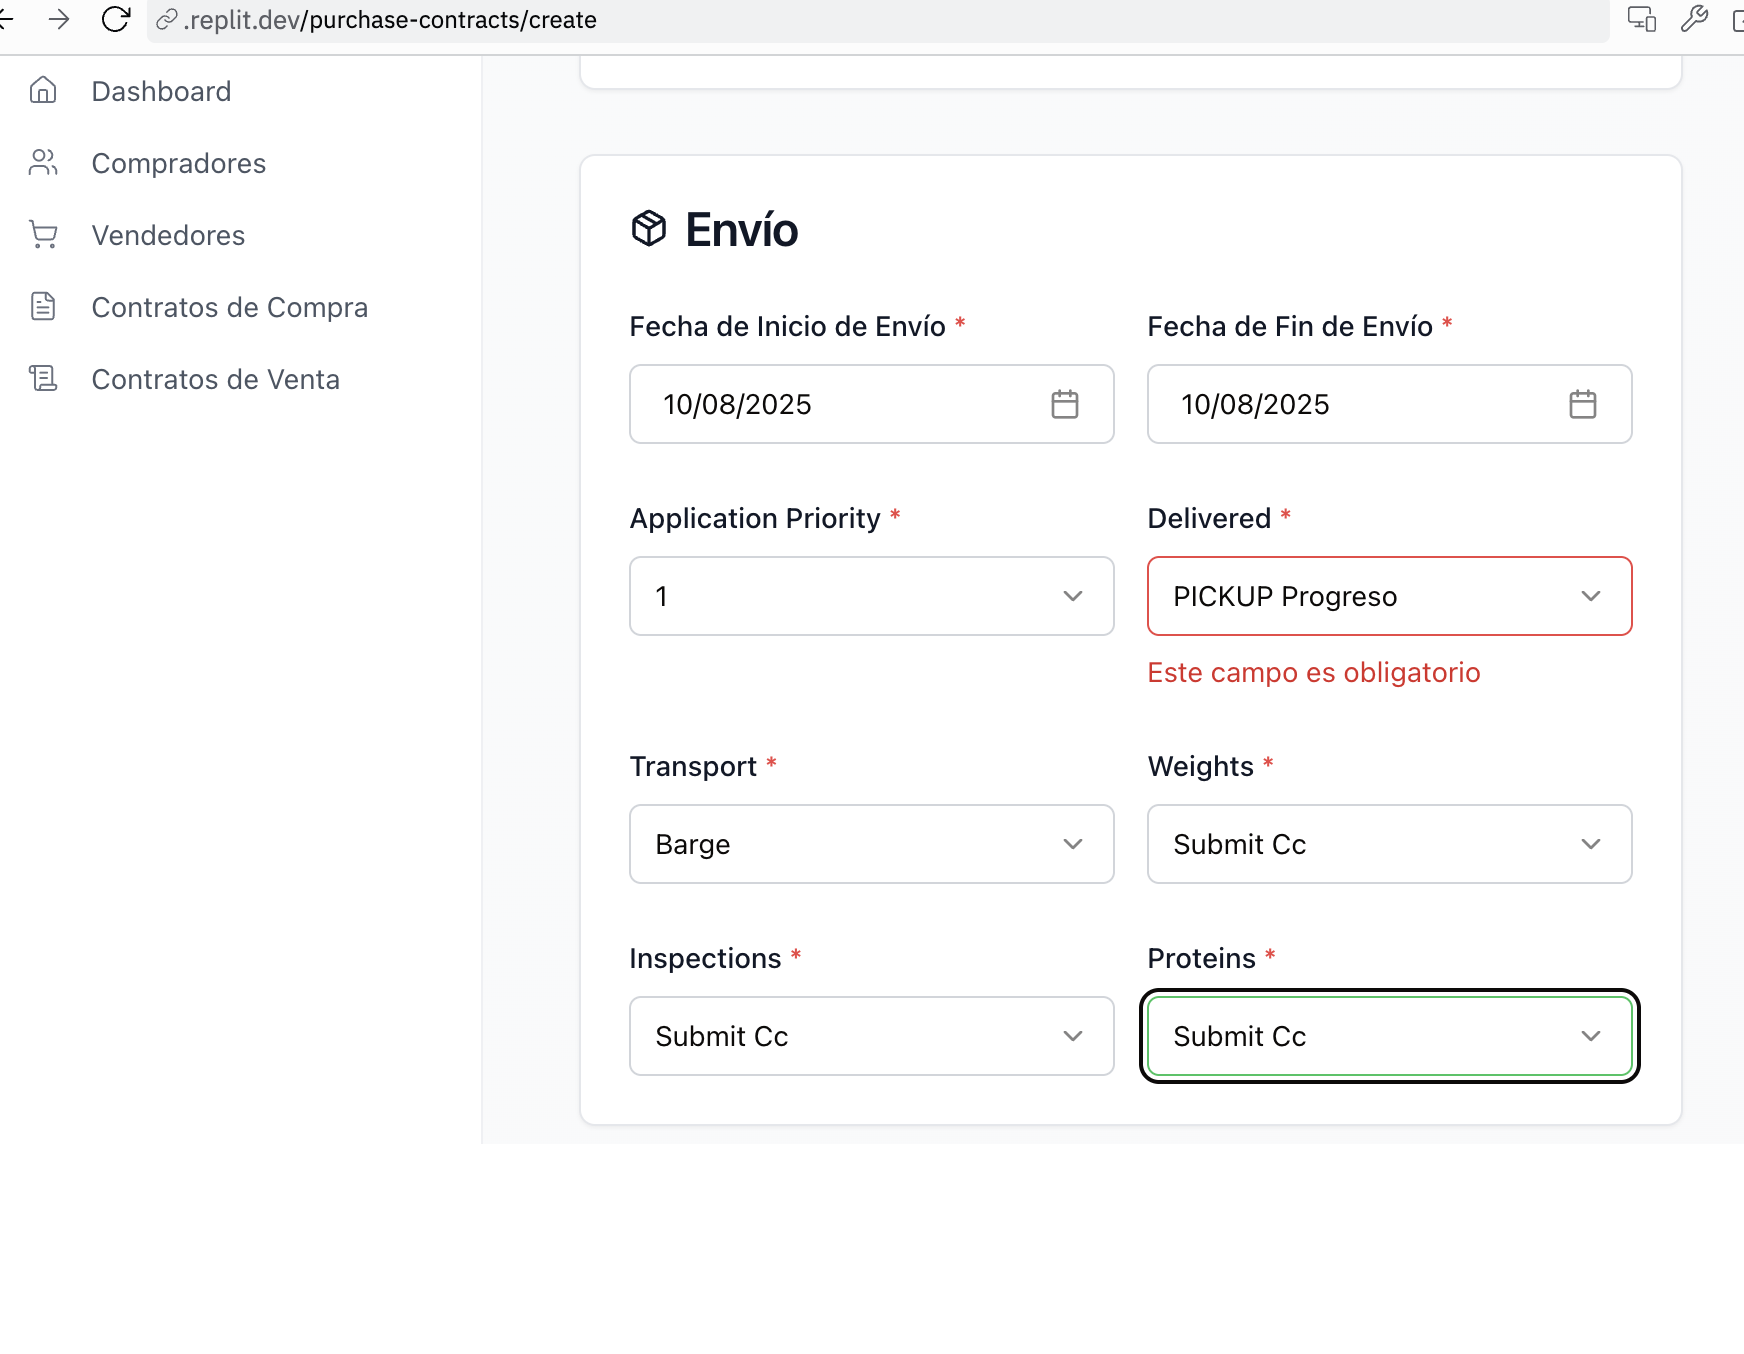 .replit.dev/purchase-contracts/create
Dashboard
Compradores
Vendedores
Contratos de Compra
Contratos de Venta
Envío
Fecha de Inicio de Envío *
Fecha de Fin de Envío *
10/08/2025
10/08/2025
Application Priority *
Delivered *
1
PICKUP Progreso
Este campo es obligatorio
Transport *
Weights *
Barge
Submit Cc
Inspections *
Proteins *
Submit Cc
Submit Cc